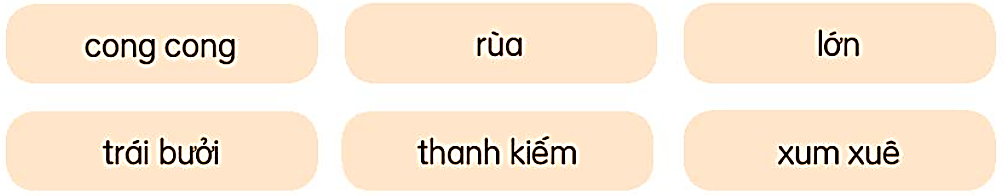 cong cong
rùa
lớn
trái bưởi
thanh kiếm
xum xuê